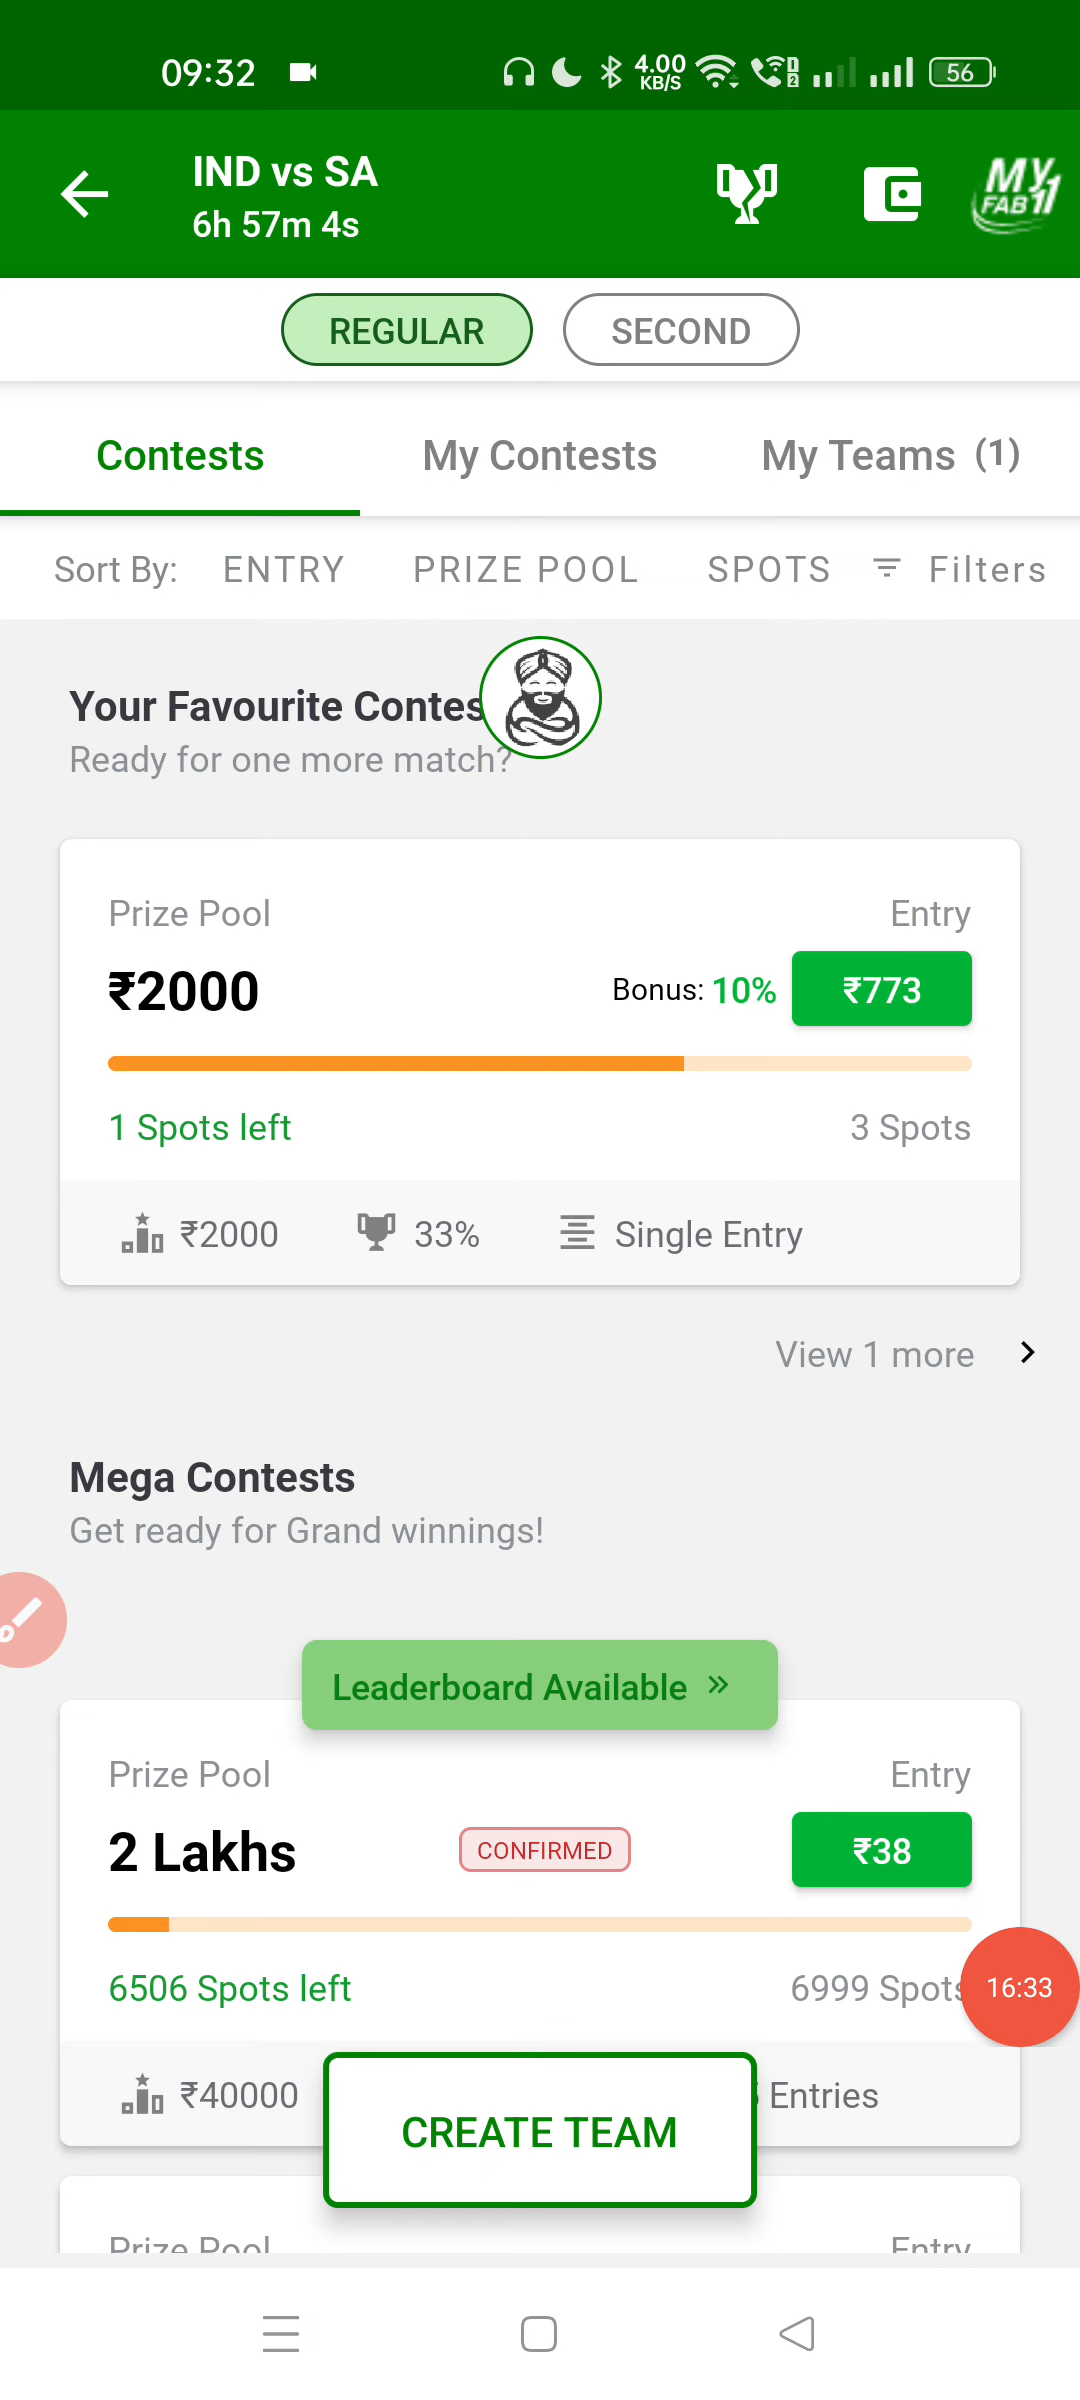 09:32
4.00
KB/S
1
2
56
IND vs SA
6h 57m 4s
MY
FAB11
REGULAR
SECOND
Contests
My Contests
My Teams (1)
Sort By:
ENTRY
PRIZE POOL
SPOTS
Filters
Your Favourite Contes
Ready for one more match?
Prize Pool
Entry
₹2000
Bonus: 10%
₹773
1 Spots left
3 Spots
₹2000
33%
Single Entry
View 1 more
Mega Contests
Get ready for Grand winnings!
Leaderboard Available »
Prize Pool
Entry
2 Lakhs
CONFIRMED
₹38
6506 Spots left
6999 Spots
16:33
₹40000
Entries
CREATE TEAM
Prize Pool
Entry